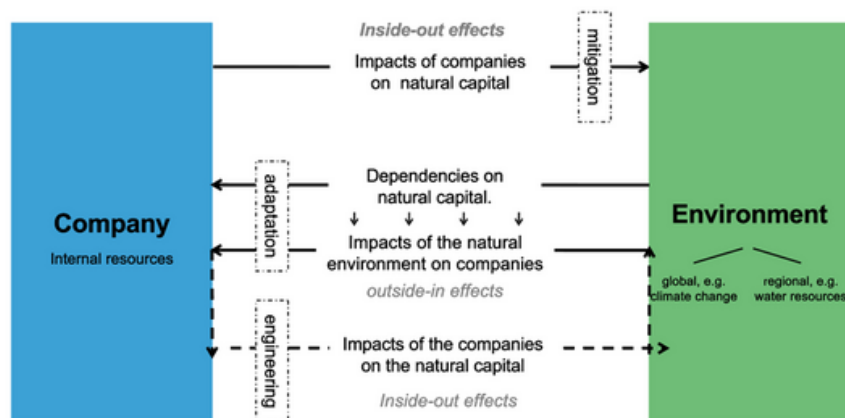 Inside-out effects
Impacts of companies
on natural capital
mitigation
Dependencies on
natural capital.
adaptation
Company
Internal resources
Impacts of the natural
environment on companies
outside-in effects
Environment
global, e.g.
climate change
regional, e.g.
water resources
engineering
Impacts of the companies
on the natural capital
Inside-out effects